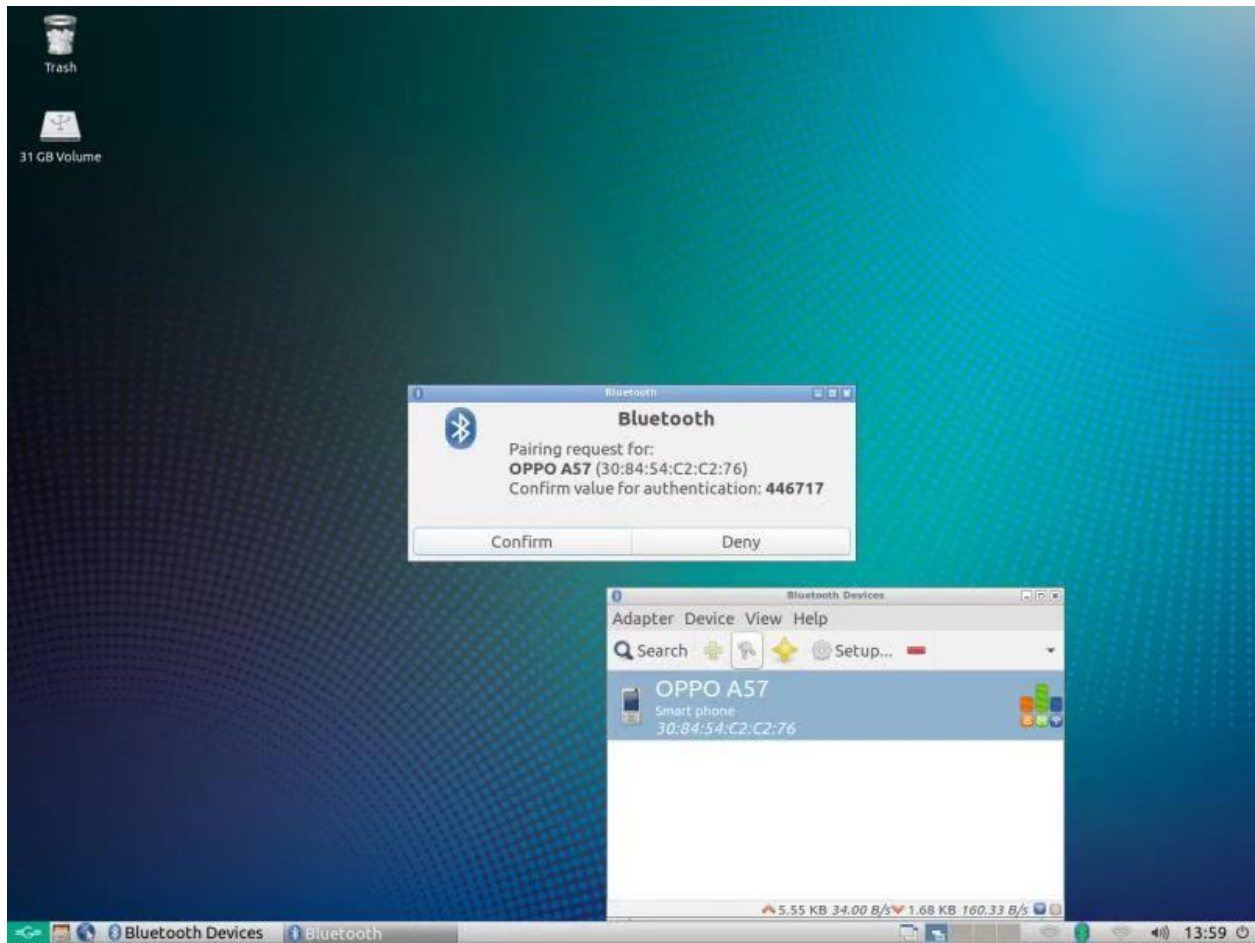 Trash
31 GB Volume
Bluetooth
Bluetooth
Pairing request for:
OPPO A57 (30:84:54:C2:C2:76)
Confirm value for authentication: 446717
Confirm Deny
Bluetooth Devices
Adapter Device View Help
Search Setup...
OPPO A57
Smart phone
30:84:54:C2:C2:76
5.55 KB 34.00 B/s 1.68 KB 160.33 B/s
Bluetooth Devices Bluetooth 13:59